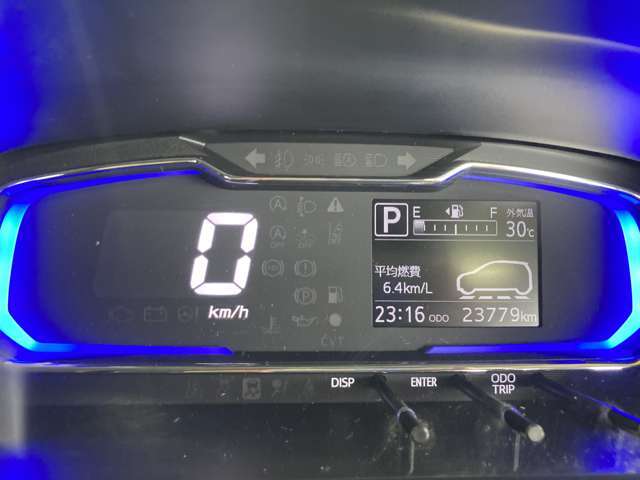 0
km/h
P
E F
外気温
30℃
平均燃費
6.4km/L
23:16 ODO 23779km
CVT
DISP ENTER ODO TRIP